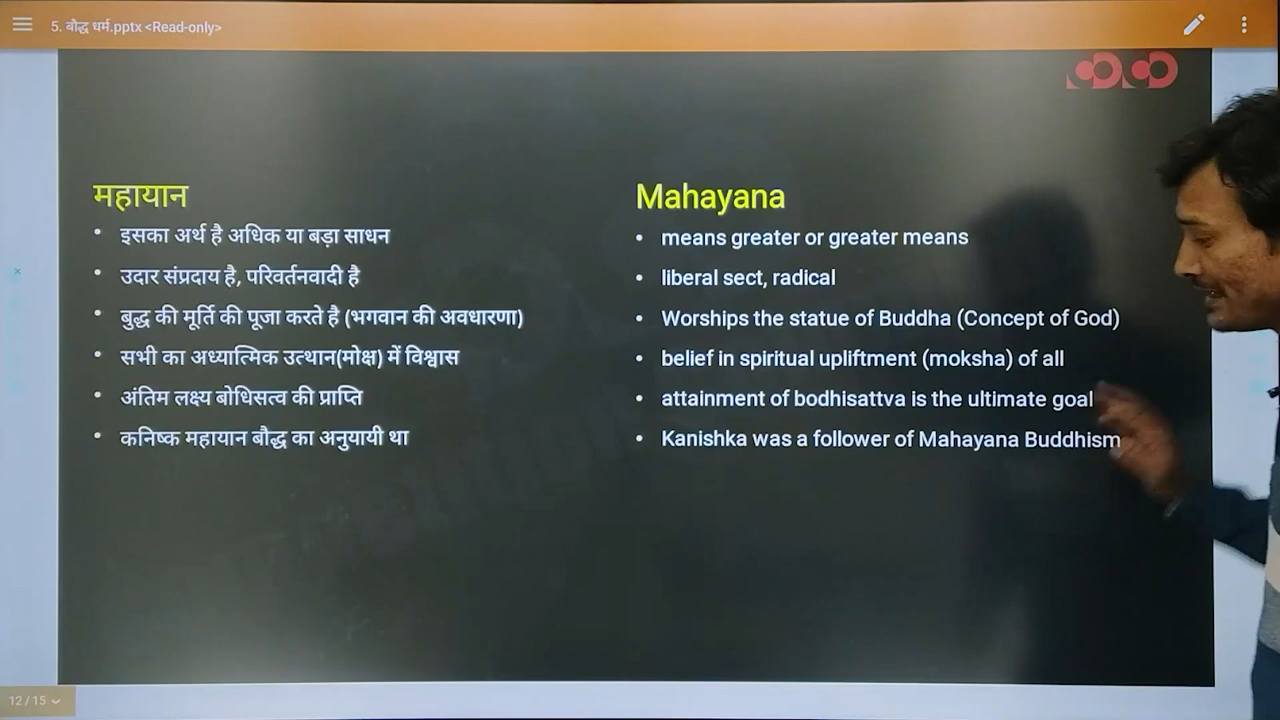 5. बौद्ध धर्म.pptx <Read-only>
महायान
• इसका अर्थ है अधिक या बड़ा साधन
• उदार संप्रदाय है, परिवर्तनवादी है
• बुद्ध की मूर्ति की पूजा करते है (भगवान की अवधारणा)
• सभी का अध्यात्मिक उत्थान(मोक्ष) में विश्वास
• अंतिम लक्ष्य बोधिसत्व की प्राप्ति
• कनिष्क महायान बौद्ध का अनुयायी था
Mahayana
• means greater or greater means
• liberal sect, radical
• Worships the statue of Buddha (Concept of God)
• belief in spiritual upliftment (moksha) of all
• attainment of bodhisattva is the ultimate goal
• Kanishka was a follower of Mahayana Buddhism
12 / 15